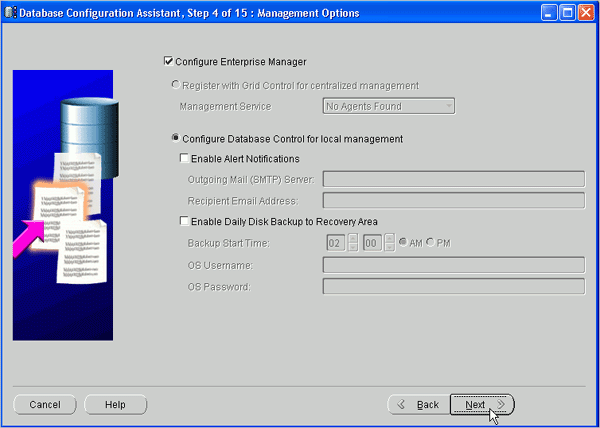 Database Configuration Assistant, Step 4 of 15 : Management Options
Configure Enterprise Manager
Register with Grid Control for centralized management
Management Service
No Agents Found
Configure Database Control for local management
Enable Alert Notifications
Outgoing Mail (SMTP) Server:
Recipient Email Address:
Enable Daily Disk Backup to Recovery Area
Backup Start Time: 02 00 AM PM
OS Username:
OS Password:
Cancel Help Back Next